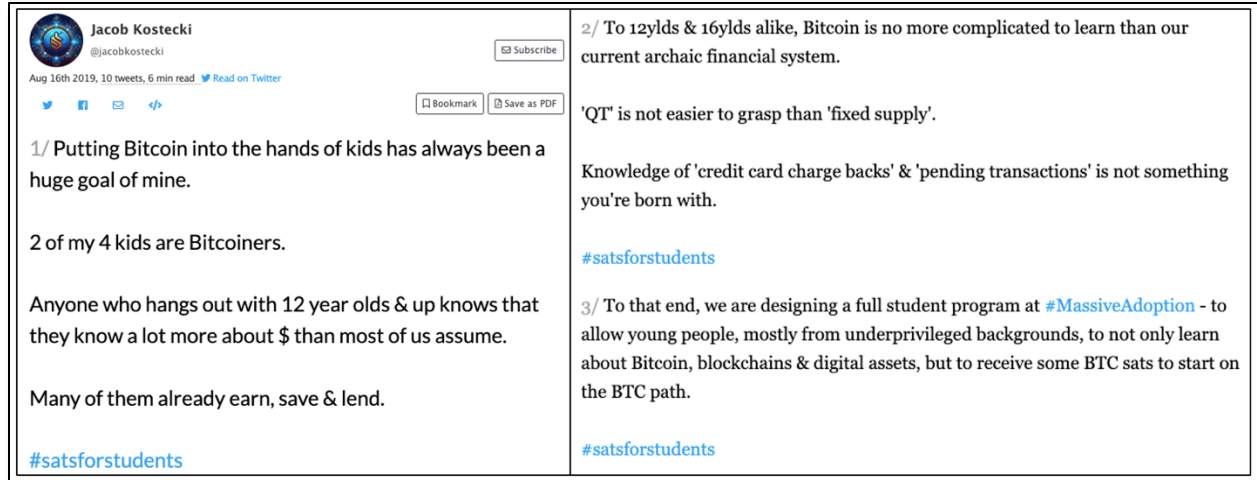 Jacob Kostecki
@jacobkostecki
Subscribe
Aug 16th 2019, 10 tweets, 6 min read Read on Twitter
Bookmark
Save as PDF
1/ Putting Bitcoin into the hands of kids has always been a
huge goal of mine.
2 of my 4 kids are Bitcoiners.
Anyone who hangs out with 12 year olds & up knows that
they know a lot more about $ than most of us assume.
Many of them already earn, save & lend.
#satsforstudents
2/ To 12ylds & 16ylds alike, Bitcoin is no more complicated to learn than our
current archaic financial system.
'QT' is not easier to grasp than 'fixed supply'.
Knowledge of 'credit card charge backs' & 'pending transactions' is not something
you're born with.
#satsforstudents
3/ To that end, we are designing a full student program at #MassiveAdoption - to
allow young people, mostly from underprivileged backgrounds, to not only learn
about Bitcoin, blockchains & digital assets, but to receive some BTC sats to start on
the BTC path.
#satsforstudents